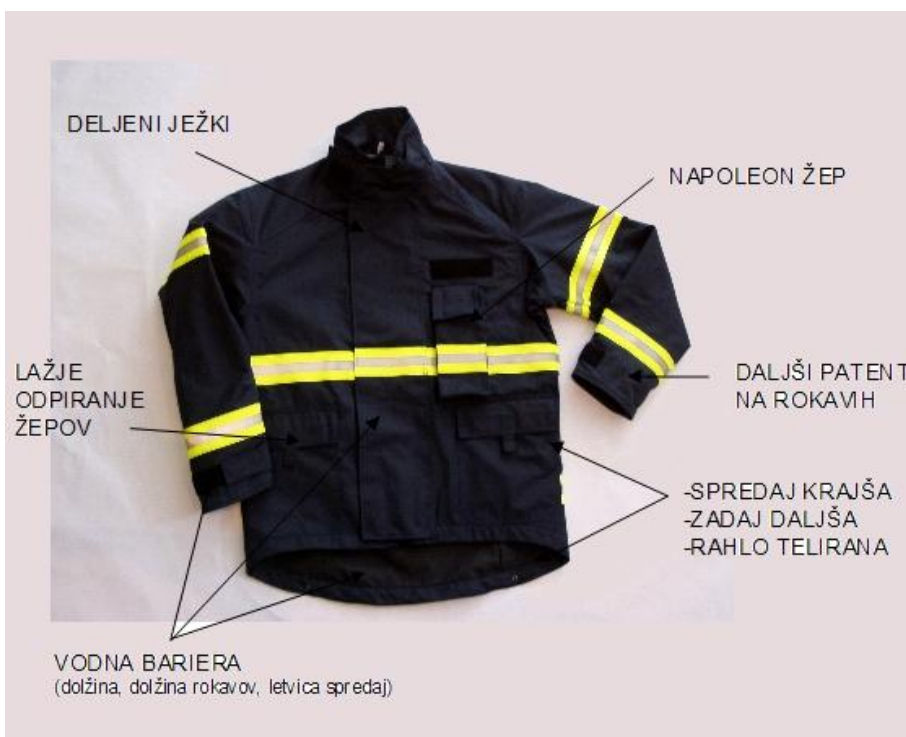 DELJENI JEŽKI
NAPOLEON ŽEP
LAŽJE
ODPIRANJE
ŽEPOV
DALJŠI PATENT
NA ROKAVIH
-SPREDAJ KRAJŠA
-ZADAJ DALJŠA
-RAHLO TELIRANA
VODNA BARIERA
(dolžina, dolžina rokavov, letvica spredaj)